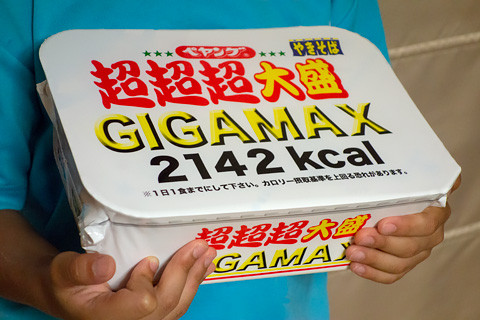 ペヤング やきそば
超超超大盛
GIGAMAX
2142 kcal
※1日1食までにして下さい。カロリー摂取基準を上回る恐れがあります。
超超超大盛
GIGAMAX